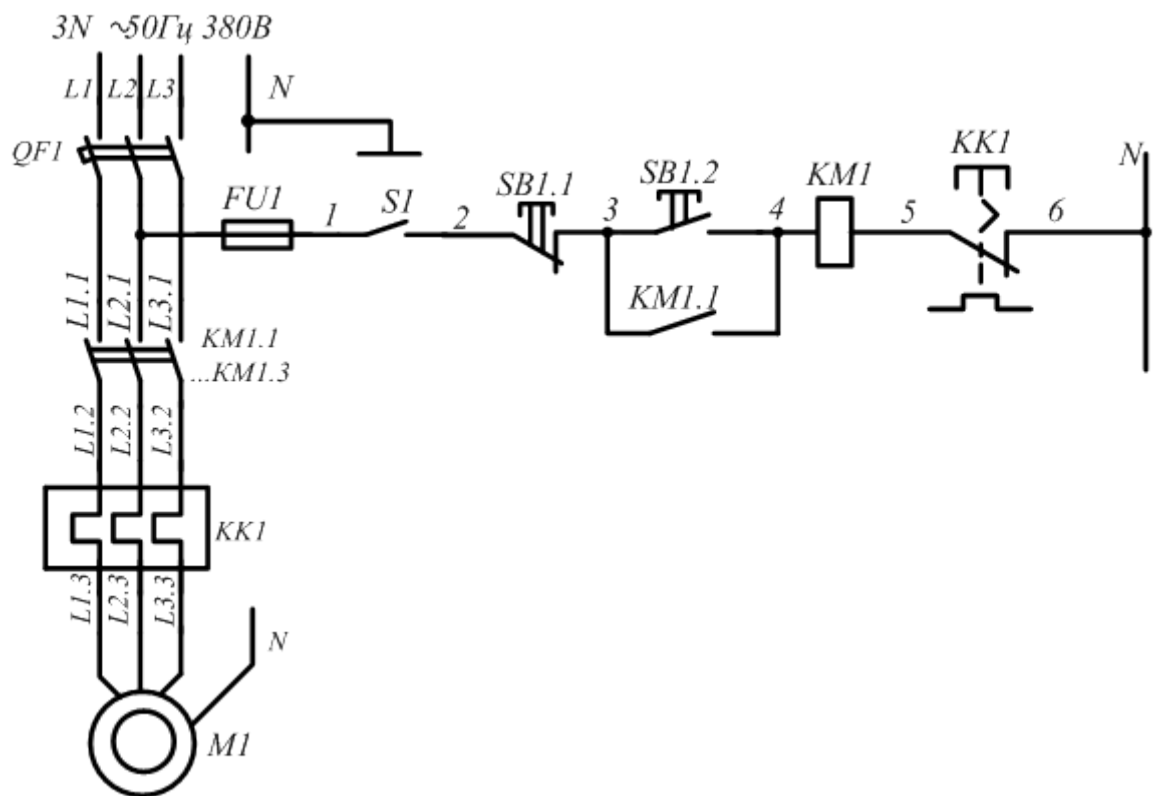 3N ~50Гц 380В
L1 L2 L3
N
QF1
FU1
1
S1
2
SB1.1
3
SB1.2
4
KM1
5
KK1
6
N
L1.1
L2.1
L3.1
KM1.1
KM1.1
...KM1.3
L1.2
L2.2
L3.2
KK1
L1.3
L2.3
L3.3
N
M1